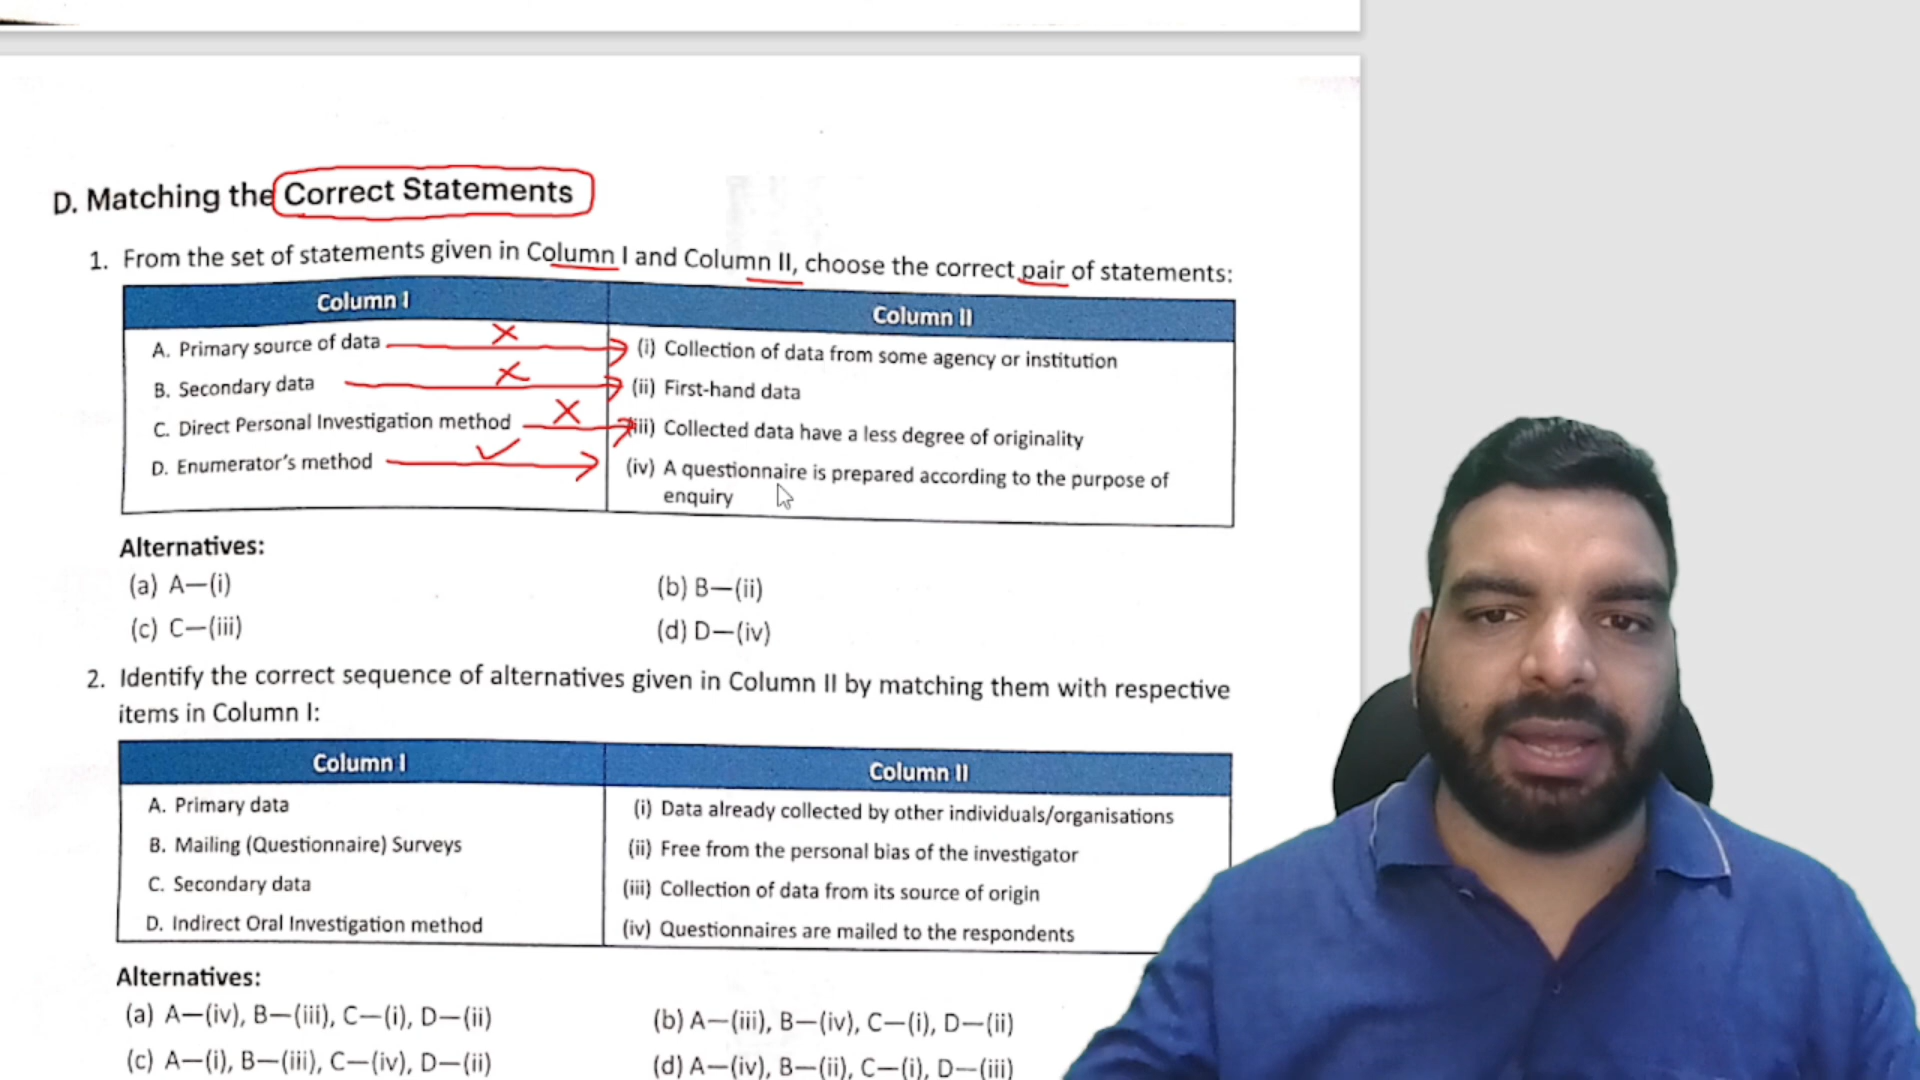 D. Matching the Correct Statements
1. From the set of statements given in Column I and Column II, choose the correct pair of statements:
Column I
Column II
A. Primary source of data
(i) Collection of data from some agency or institution
B. Secondary data
(ii) First-hand data
C. Direct Personal Investigation method
(iii) Collected data have a less degree of originality
D. Enumerator's method
(iv) A questionnaire is prepared according to the purpose of
enquiry
Alternatives:
(a) A—(i)
(b) B—(ii)
(c) C—(iii)
(d) D—(iv)
2. Identify the correct sequence of alternatives given in Column II by matching them with respective
items in Column I:
Column I
Column II
A. Primary data
(i) Data already collected by other individuals/organisations
B. Mailing (Questionnaire) Surveys
(ii) Free from the personal bias of the investigator
C. Secondary data
(iii) Collection of data from its source of origin
D. Indirect Oral Investigation method
(iv) Questionnaires are mailed to the respondents
Alternatives:
(a) A—(iv), B—(iii), C—(i), D—(ii)
(b) A—(iii), B—(iv), C—(i), D—(ii)
(c) A—(i), B—(iii), C—(iv), D—(ii)
(d) A—(iv), B—(ii), C—(i), D—(iii)